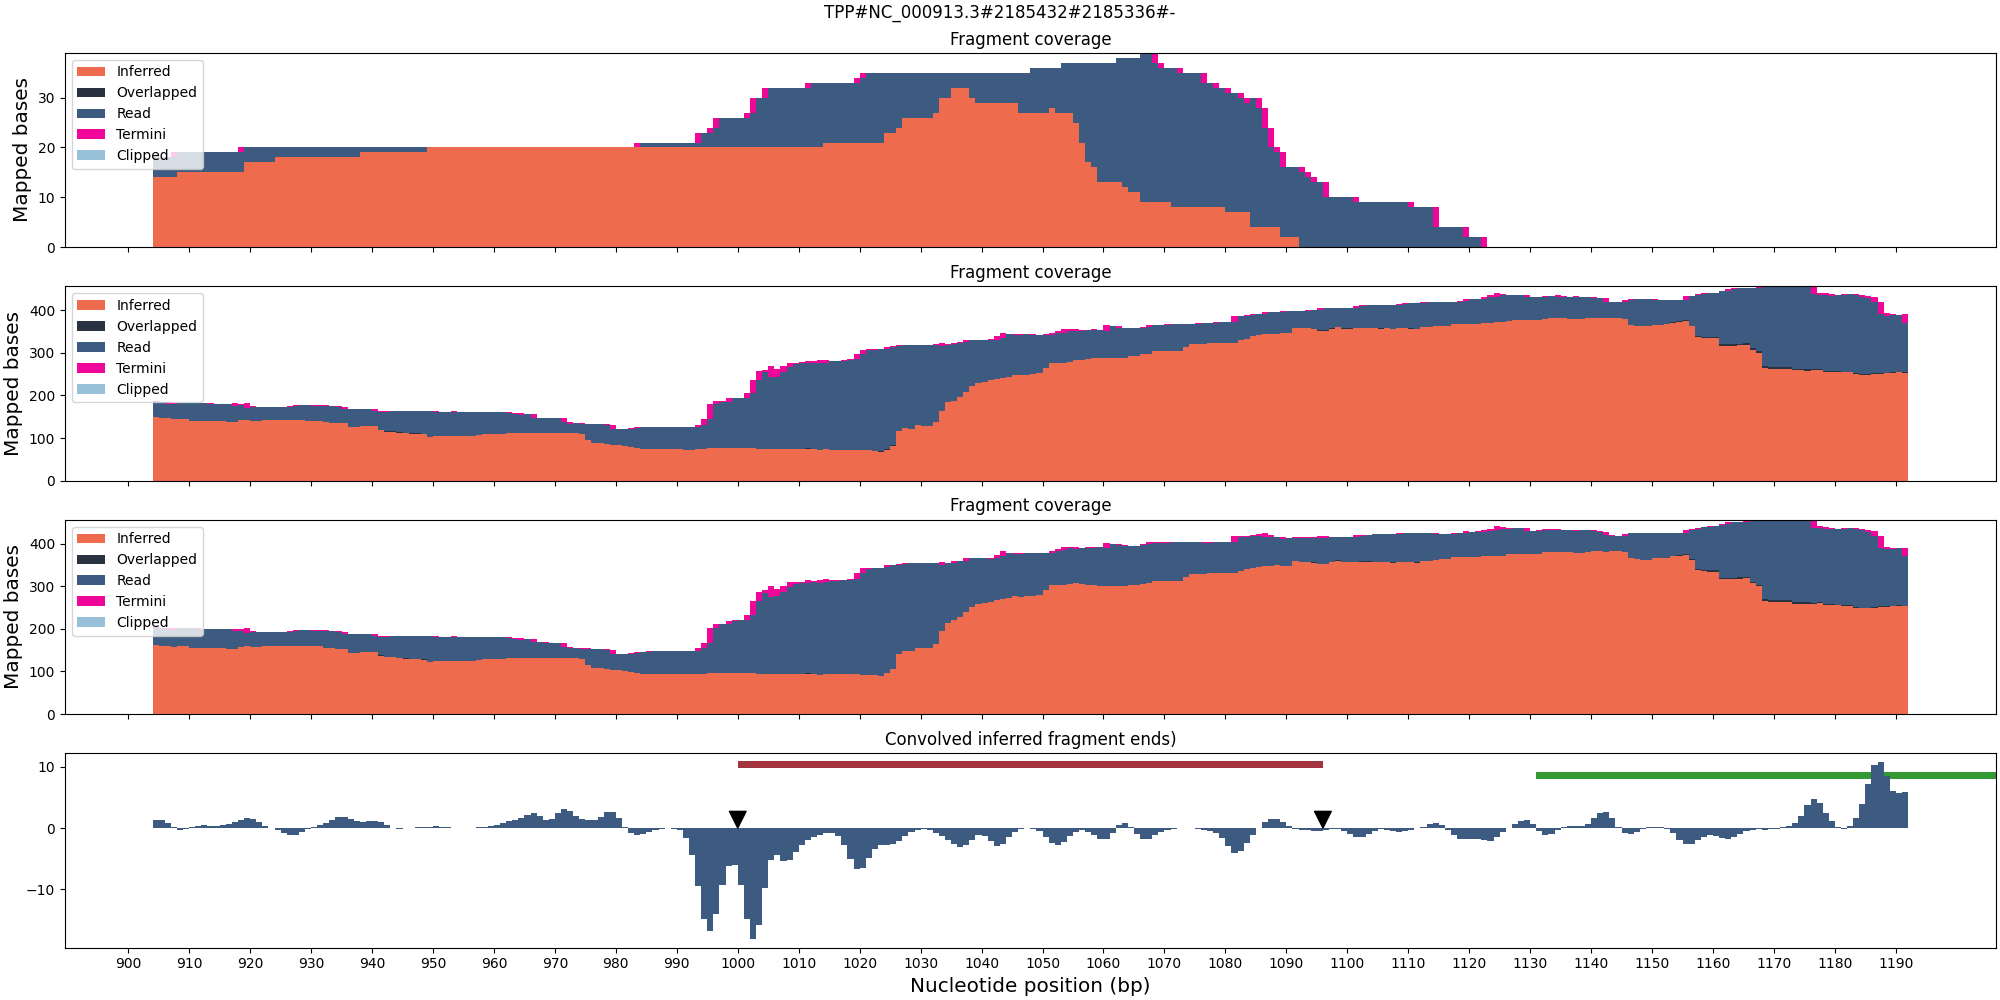 TPP#NC_000913.3#2185432#2185336#-
Fragment coverage
Mapped bases
30
20
10
0
Inferred
Overlapped
Read
Termini
Clipped
Fragment coverage
Mapped bases
400
300
200
100
0
Inferred
Overlapped
Read
Termini
Clipped
Fragment coverage
Mapped bases
400
300
200
100
0
Inferred
Overlapped
Read
Termini
Clipped
Convolved inferred fragment ends)
10
0
−10
900 910 920 930 940 950 960 970 980 990 1000 1010 1020 1030 1040 1050 1060 1070 1080 1090 1100 1110 1120 1130 1140 1150 1160 1170 1180 1190
Nucleotide position (bp)